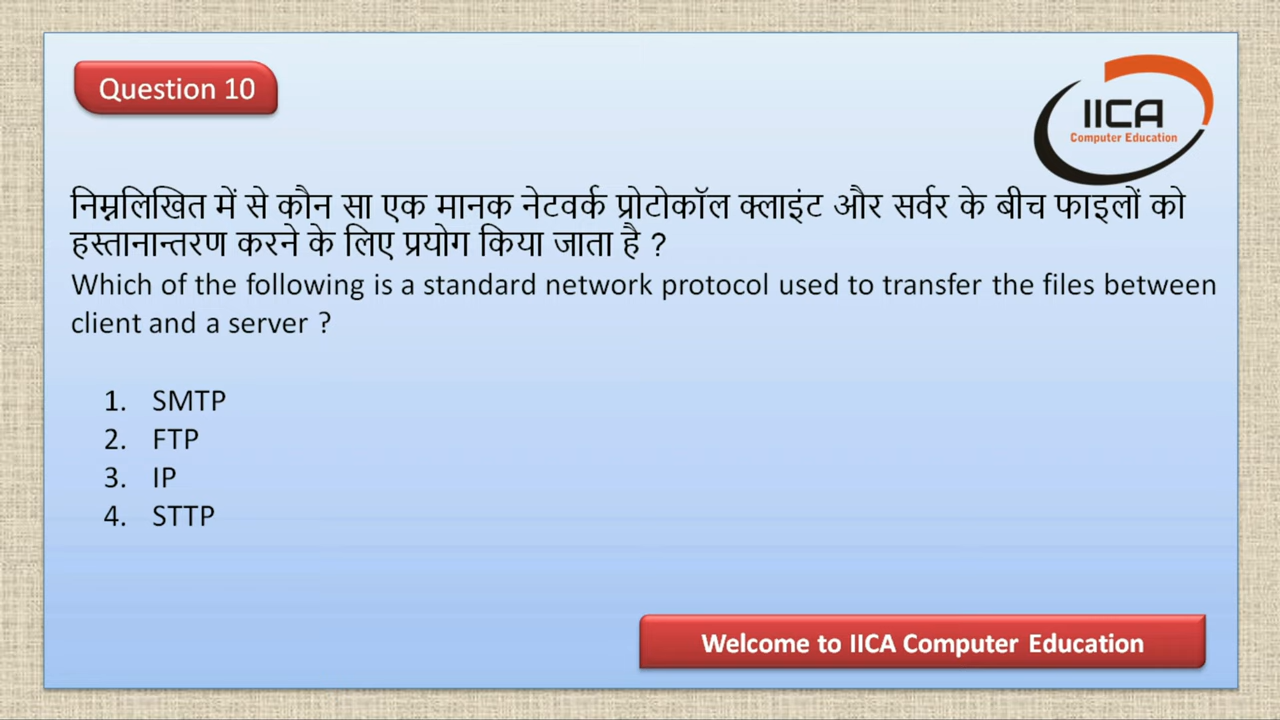 Question 10
IICA
Computer Education
निम्नलिखित में से कौन सा एक मानक नेटवर्क प्रोटोकॉल क्लाइंट और सर्वर के बीच फाइलों को
हस्तानान्तरण करने के लिए प्रयोग किया जाता है ?
Which of the following is a standard network protocol used to transfer the files between
client and a server ?
1. SMTP
2. FTP
3. IP
4. STTP
Welcome to IICA Computer Education